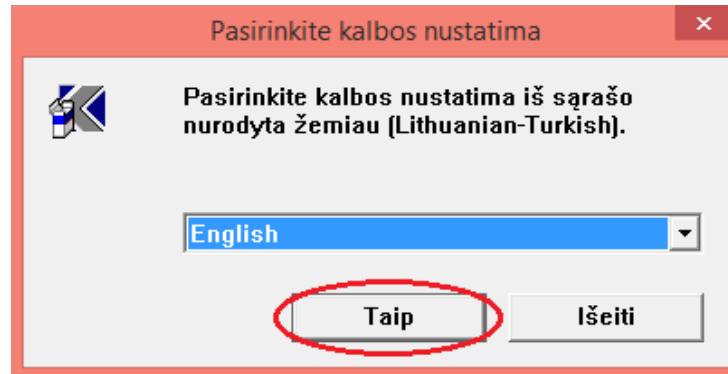 Pasirinkite kalbos nustatima
Pasirinkite kalbos nustatima iš sąrašo
nurodyta žemiau (Lithuanian-Turkish).
English
Taip
Išeiti